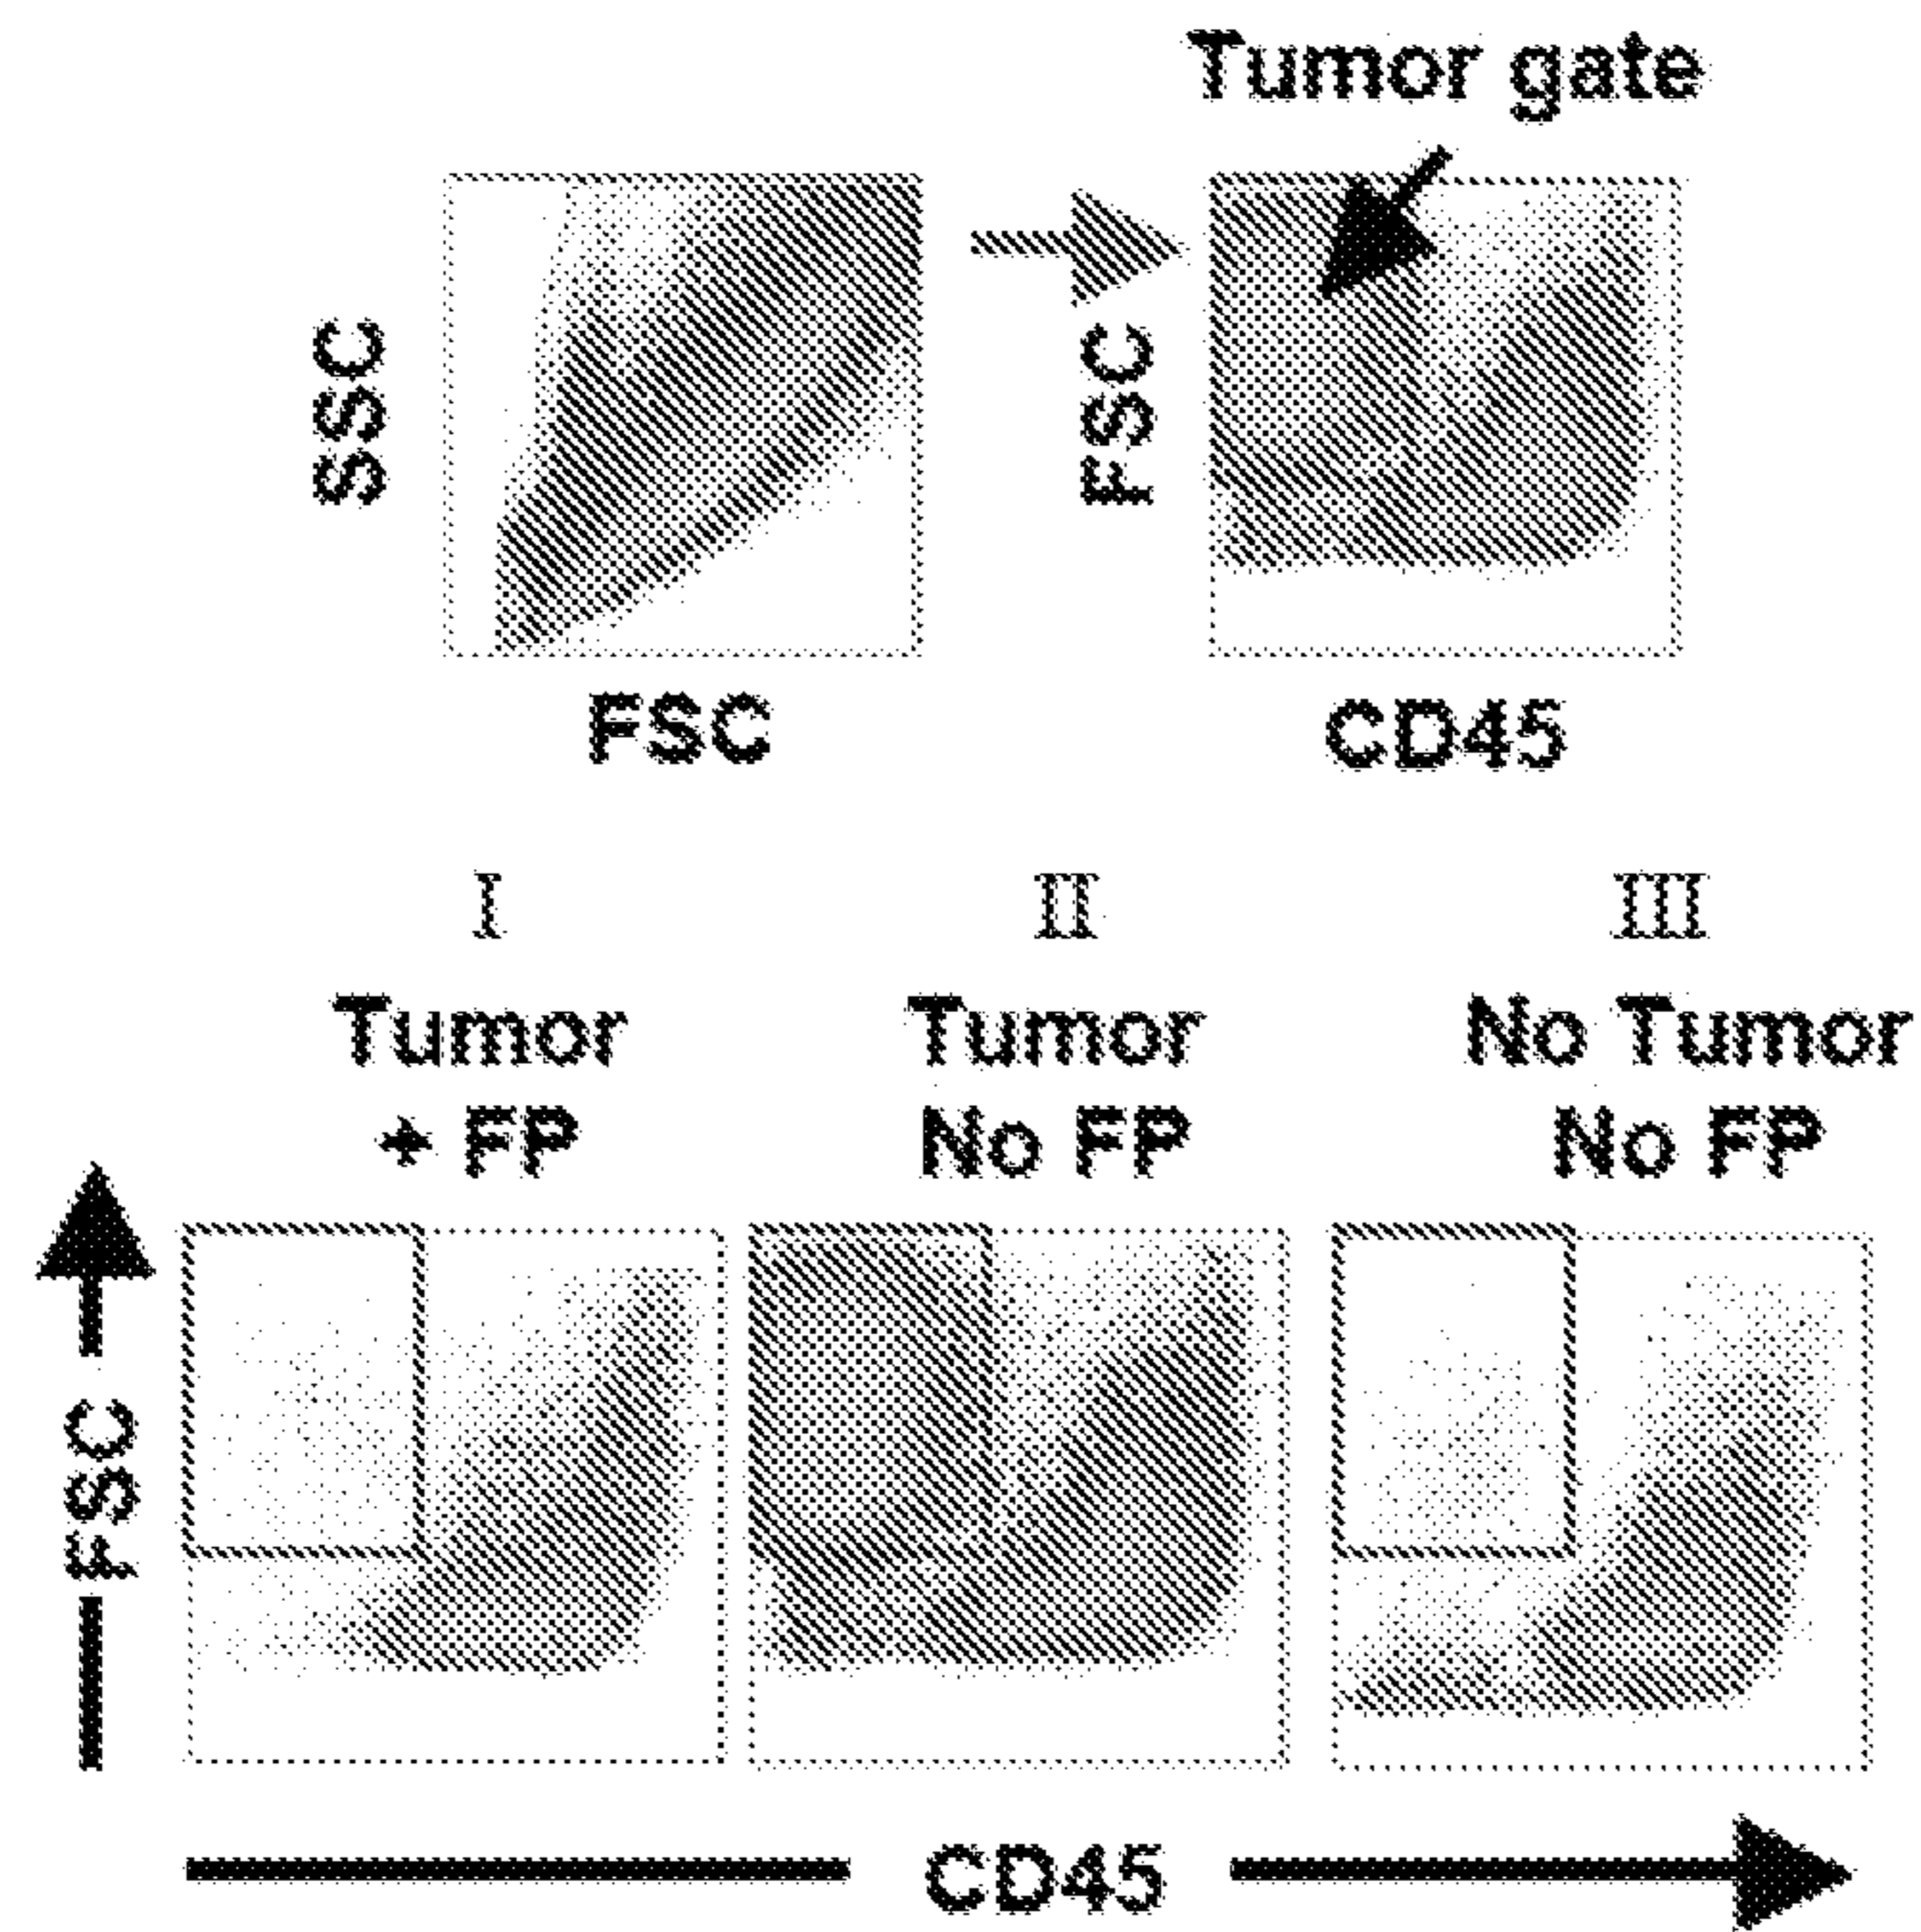 Tumor gate
SSC
FSC
FSC
CD45
I
II
III
Tumor
+ FP
Tumor
No FP
No Tumor
No FP
FSC
CD45